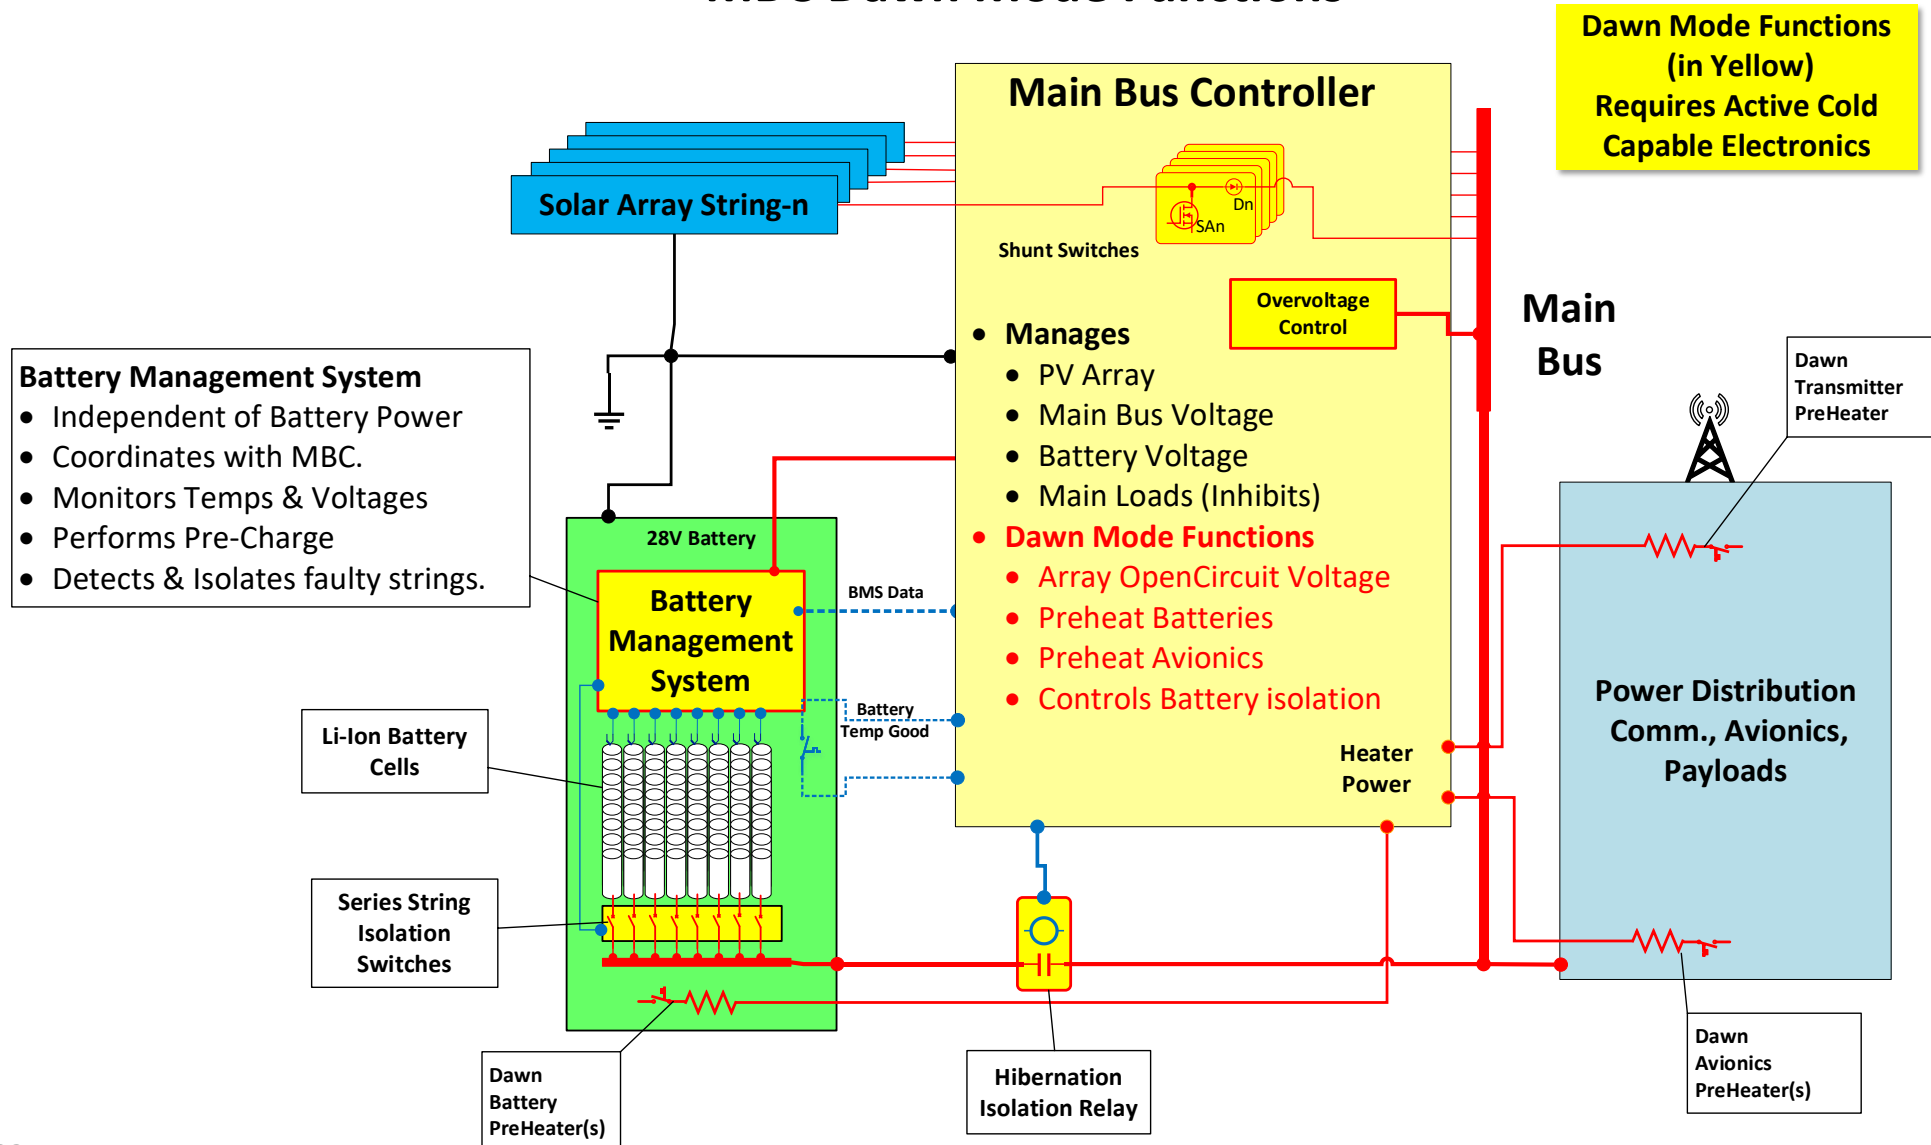 MBC Dawn Mode Functions
Dawn Mode Functions
(in Yellow)
Requires Active Cold
Capable Electronics
Main Bus Controller
Solar Array String-n
Dn
SAn
Shunt Switches
Overvoltage
Control
Main
Bus
• Manages
• PV Array
• Main Bus Voltage
• Battery Voltage
• Main Loads (Inhibits)
• Dawn Mode Functions
• Array OpenCircuit Voltage
• Preheat Batteries
• Preheat Avionics
• Controls Battery isolation
Battery Management System
• Independent of Battery Power
• Coordinates with MBC.
• Monitors Temps & Voltages
• Performs Pre-Charge
• Detects & Isolates faulty strings.
Dawn
Transmitter
PreHeater
28V Battery
Battery
Management
System
BMS Data
Battery
Temp Good
Heater
Power
Power Distribution
Comm., Avionics,
Payloads
Li-Ion Battery
Cells
Series String
Isolation
Switches
Dawn
Battery
PreHeater(s)
Hibernation
Isolation Relay
Dawn
Avionics
PreHeater(s)